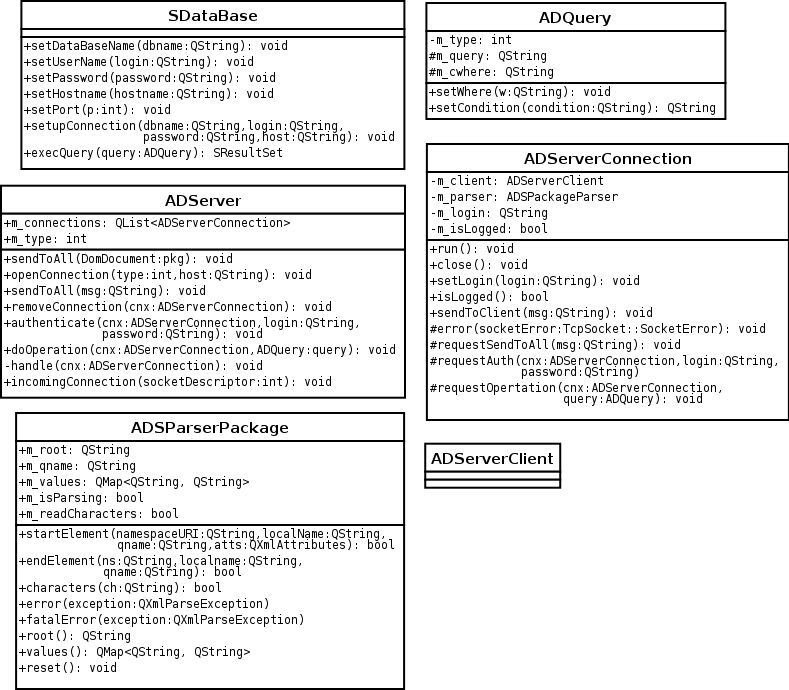 SDataBase
+setDataBaseName(dbname:QString): void
+setUserName(login:QString): void
+setPassword(password:QString): void
+setHostname(hostname:QString): void
+setPort(p:int): void
+setupConnection(dbname:QString,login:QString,
password:QString,host:QString): void
+execQuery(query:ADQuery): SResultSet
ADQuery
-m_type: int
#m_query: QString
#m_cwhere: QString
+setWhere(w:QString): void
+setCondition(condition:QString): QString
ADServer
+m_connections: QList<ADServerConnection>
+m_type: int
+sendToAll(DomDocument:pkg): void
+openConnection(type:int,host:QString): void
+sendToAll(msg:QString): void
+removeConnection(cnx:ADServerConnection): void
+authenticate(cnx:ADServerConnection,login:QString,
password:QString): void
+doOperation(cnx:ADServerConnection,ADQuery:query): void
-handle(cnx:ADServerConnection): void
+incomingConnection(socketDescriptor:int): void
ADServerConnection
-m_client: ADServerClient
-m_parser: ADSPackageParser
-m_login: QString
-m_isLogged: bool
+run(): void
+close(): void
+setLogin(login:QString): void
+isLogged(): bool
+sendToClient(msg:QString): void
#error(socketError:TcpSocket::SocketError): void
#requestSendToAll(msg:QString): void
#requestAuth(cnx:ADServerConnection,login:QString,
password:QString)
#requestOpertation(cnx:ADServerConnection,
query:ADQuery): void
ADSParserPackage
+m_root: QString
+m_qname: QString
+m_values: QMap<QString, QString>
+m_isParsing: bool
+m_readCharacters: bool
+startElement(namespaceURI:QString,localName:QString,
qname:QString,atts:QXmlAttributes): bool
+endElement(ns:QString,localname:QString,
qname:QString): bool
+characters(ch:QString): bool
+error(exception:QXmlParseException)
+fatalError(exception:QXmlParseException)
+root(): QString
+values(): QMap<QString, QString>
+reset(): void
ADServerClient